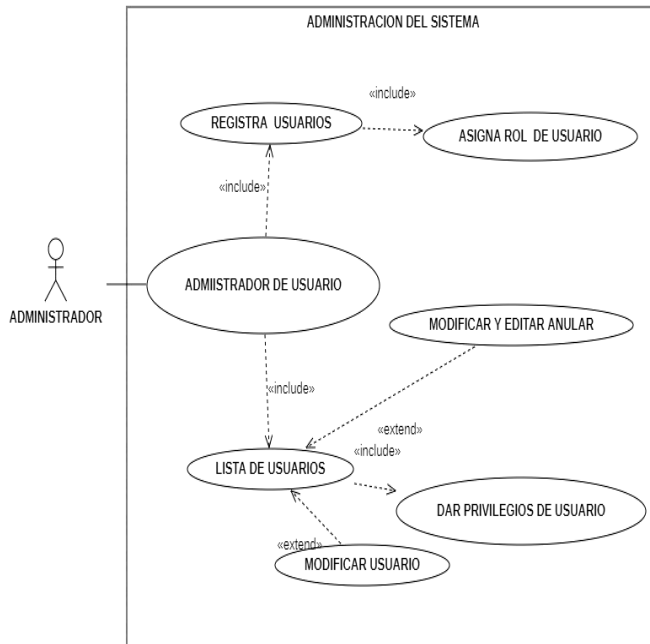 ADMINISTRACION DEL SISTEMA
«include»
REGISTRA USUARIOS
ASIGNA ROL DE USUARIO
«include»
ADMIISTRADOR DE USUARIO
ADMINISTRADOR
MODIFICAR Y EDITAR ANULAR
«include»
«extend»
«include»
LISTA DE USUARIOS
DAR PRIVILEGIOS DE USUARIO
«extend»
MODIFICAR USUARIO